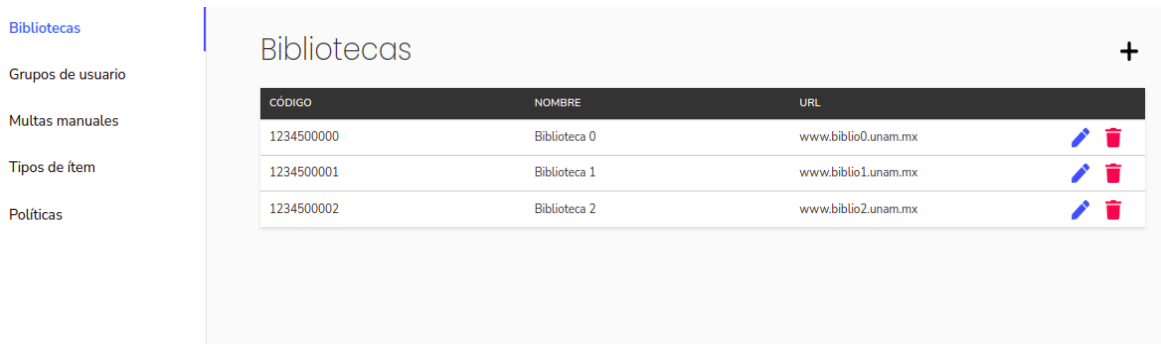 Bibliotecas
Grupos de usuario
Multas manuales
Tipos de ítem
Políticas
Bibliotecas
CÓDIGO NOMBRE URL
1234500000 Biblioteca 0 www.biblio0.unam.mx
1234500001 Biblioteca 1 www.biblio1.unam.mx
1234500002 Biblioteca 2 www.biblio2.unam.mx